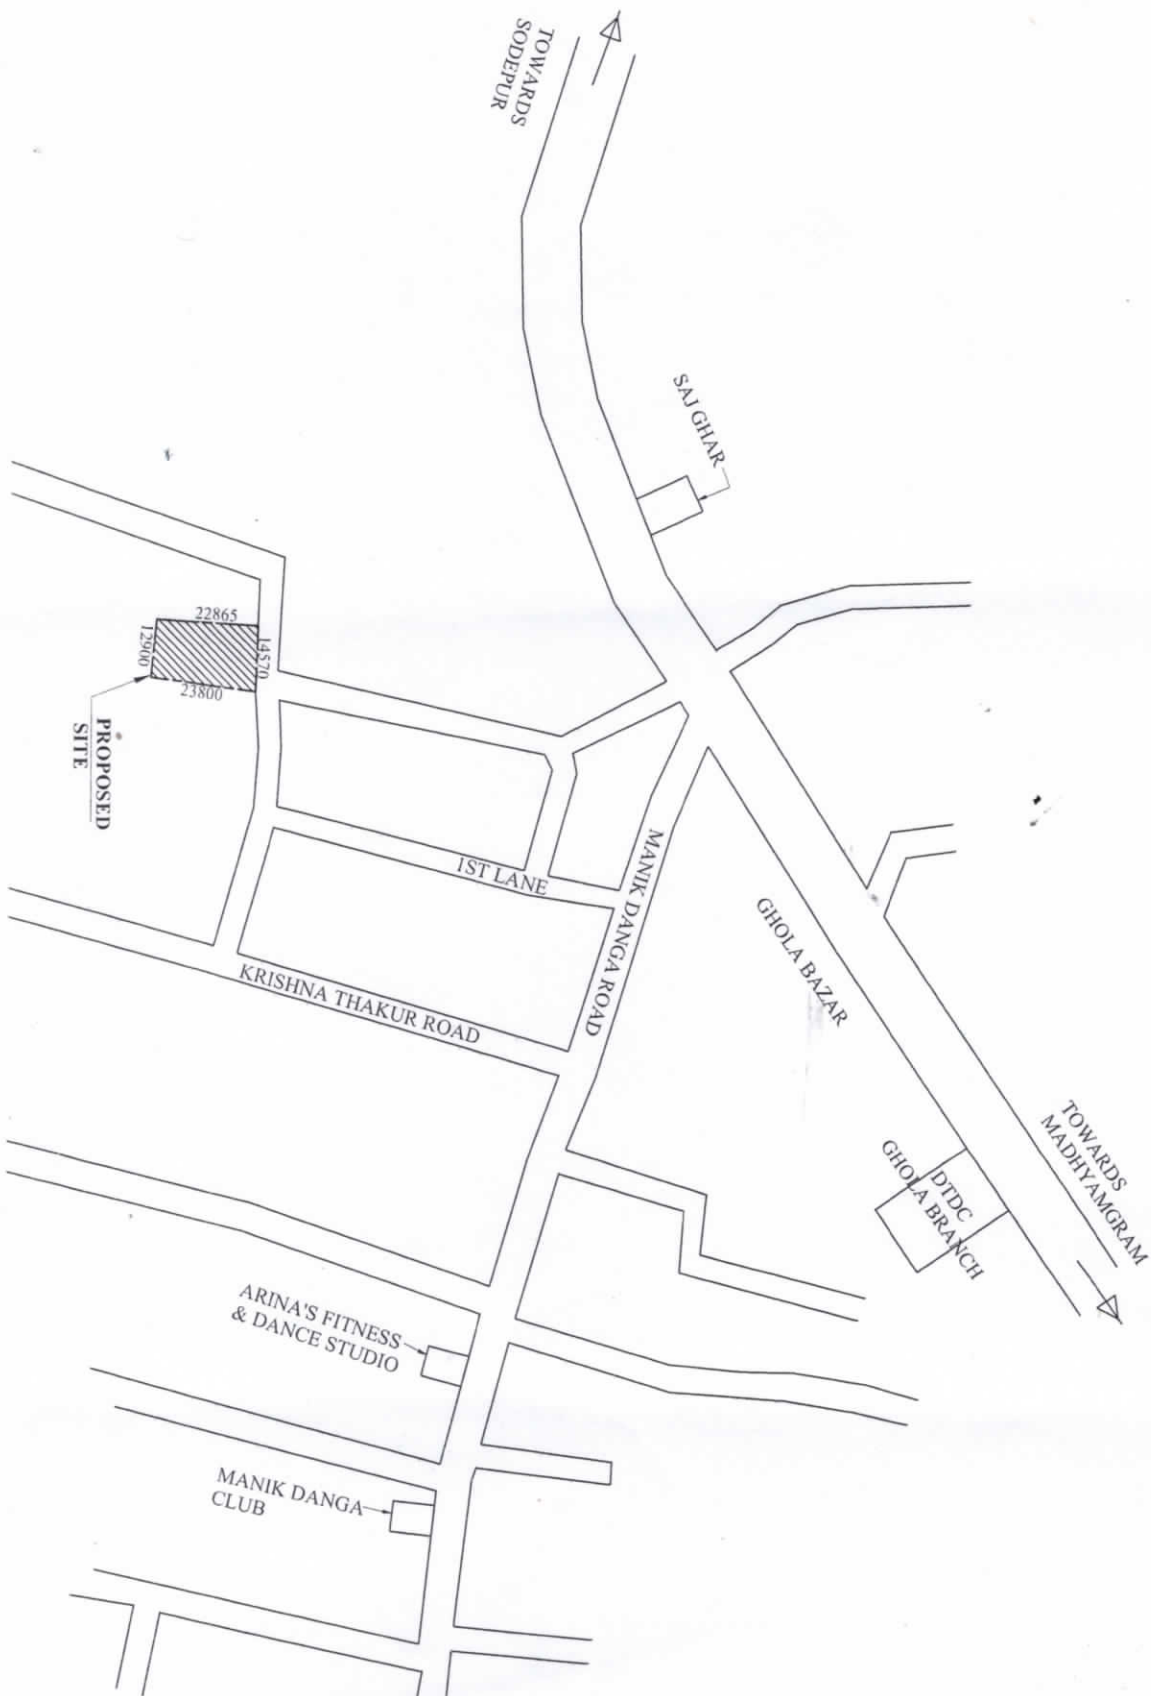 TOWARDS
SODEPUR
SAJ GHAR
22865
14570
12900
23800
PROPOSED
SITE
1ST LANE
MANIK DANGA ROAD
GHOLA BAZAR
KRISHNA THAKUR ROAD
TOWARDS
MADHYAMGRAM
DTDC
GHOLA BRANCH
ARINA'S FITNESS
& DANCE STUDIO
MANIK DANGA
CLUB